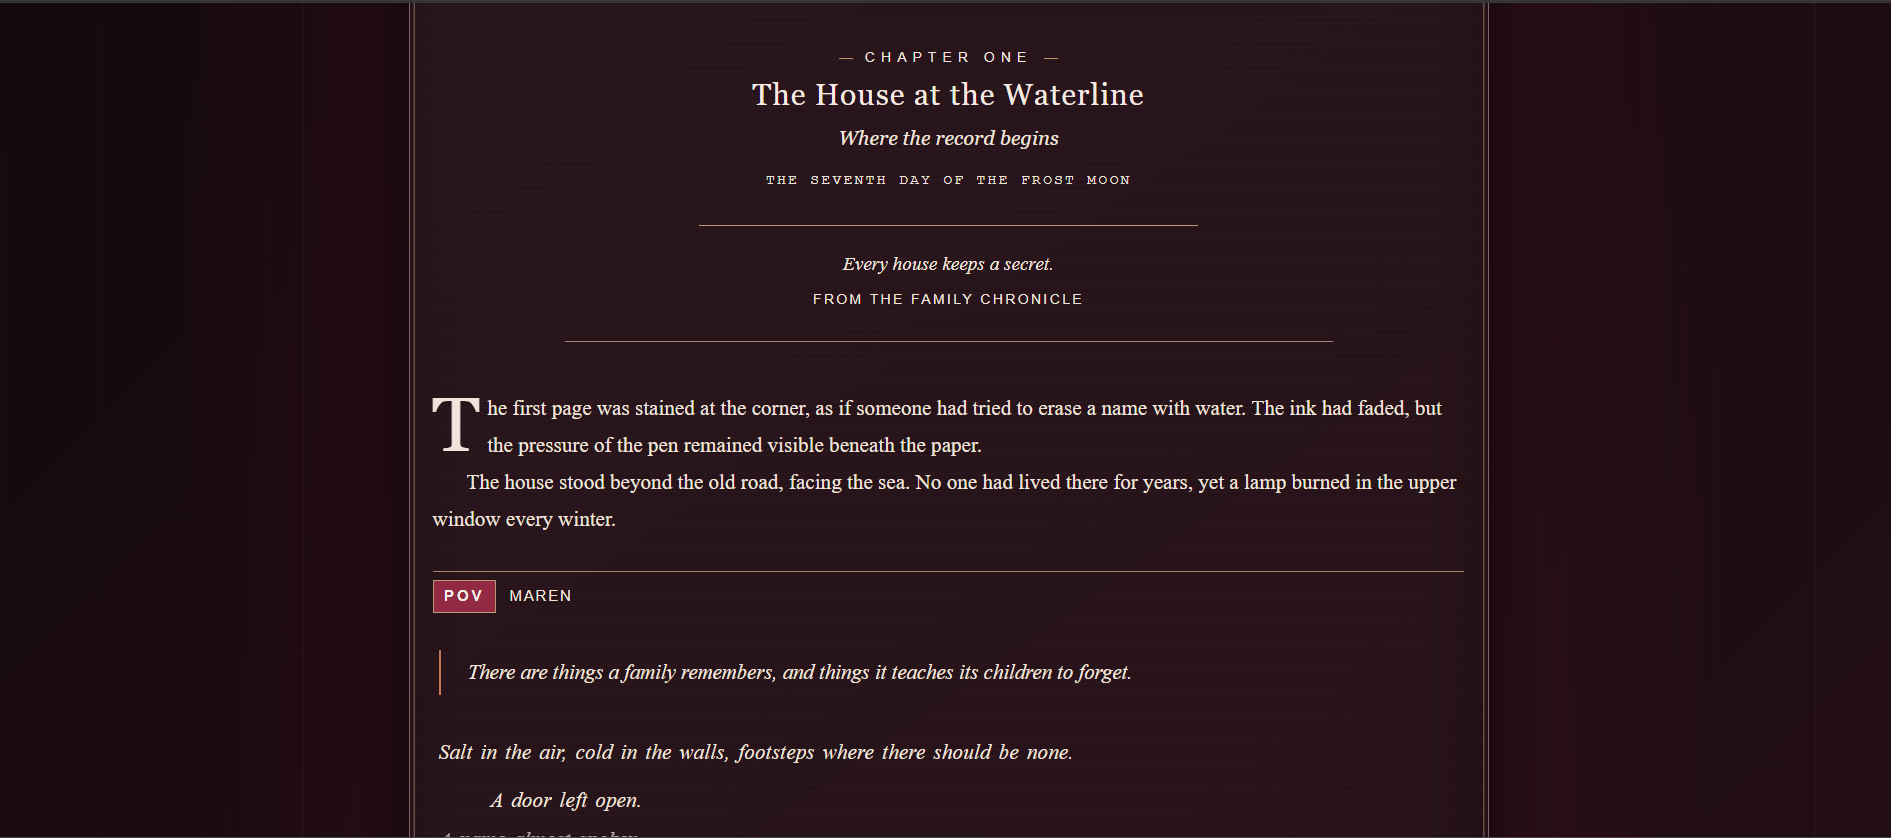 — CHAPTER ONE —
The House at the Waterline
Where the record begins
THE SEVENTH DAY OF THE FROST MOON
Every house keeps a secret.
FROM THE FAMILY CHRONICLE
The first page was stained at the corner, as if someone had tried to erase a name with water. The ink had faded, but
the pressure of the pen remained visible beneath the paper.
The house stood beyond the old road, facing the sea. No one had lived there for years, yet a lamp burned in the upper
window every winter.
POV MAREN
There are things a family remembers, and things it teaches its children to forget.
Salt in the air, cold in the walls, footsteps where there should be none.
A door left open.